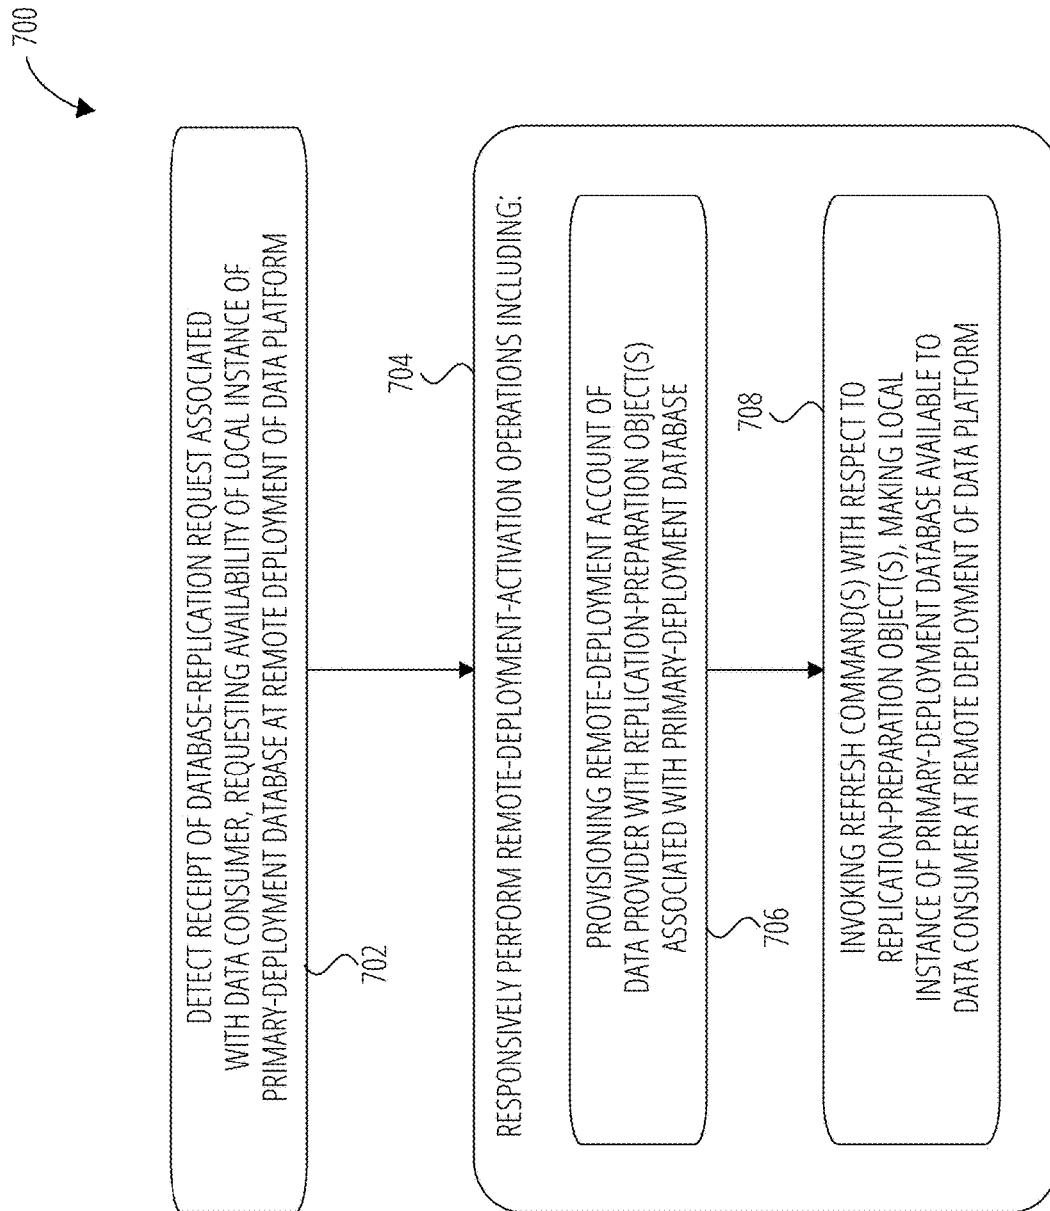 700
DETECT RECEIPT OF DATABASE-REPLICATION REQUEST ASSOCIATED
WITH DATA CONSUMER, REQUESTING AVAILABILITY OF LOCAL INSTANCE OF
PRIMARY-DEPLOYMENT DATABASE AT REMOTE DEPLOYMENT OF DATA PLATFORM
702
704
RESPONSIVELY PERFORM REMOTE-DEPLOYMENT-ACTIVATION OPERATIONS INCLUDING:
PROVISIONING REMOTE-DEPLOYMENT ACCOUNT OF
DATA PROVIDER WITH REPLICATION-PREPARATION OBJECT(S)
ASSOCIATED WITH PRIMARY-DEPLOYMENT DATABASE
706
708
INVOKING REFRESH COMMAND(S) WITH RESPECT TO
REPLICATION-PREPARATION OBJECT(S), MAKING LOCAL
INSTANCE OF PRIMARY-DEPLOYMENT DATABASE AVAILABLE TO
DATA CONSUMER AT REMOTE DEPLOYMENT OF DATA PLATFORM